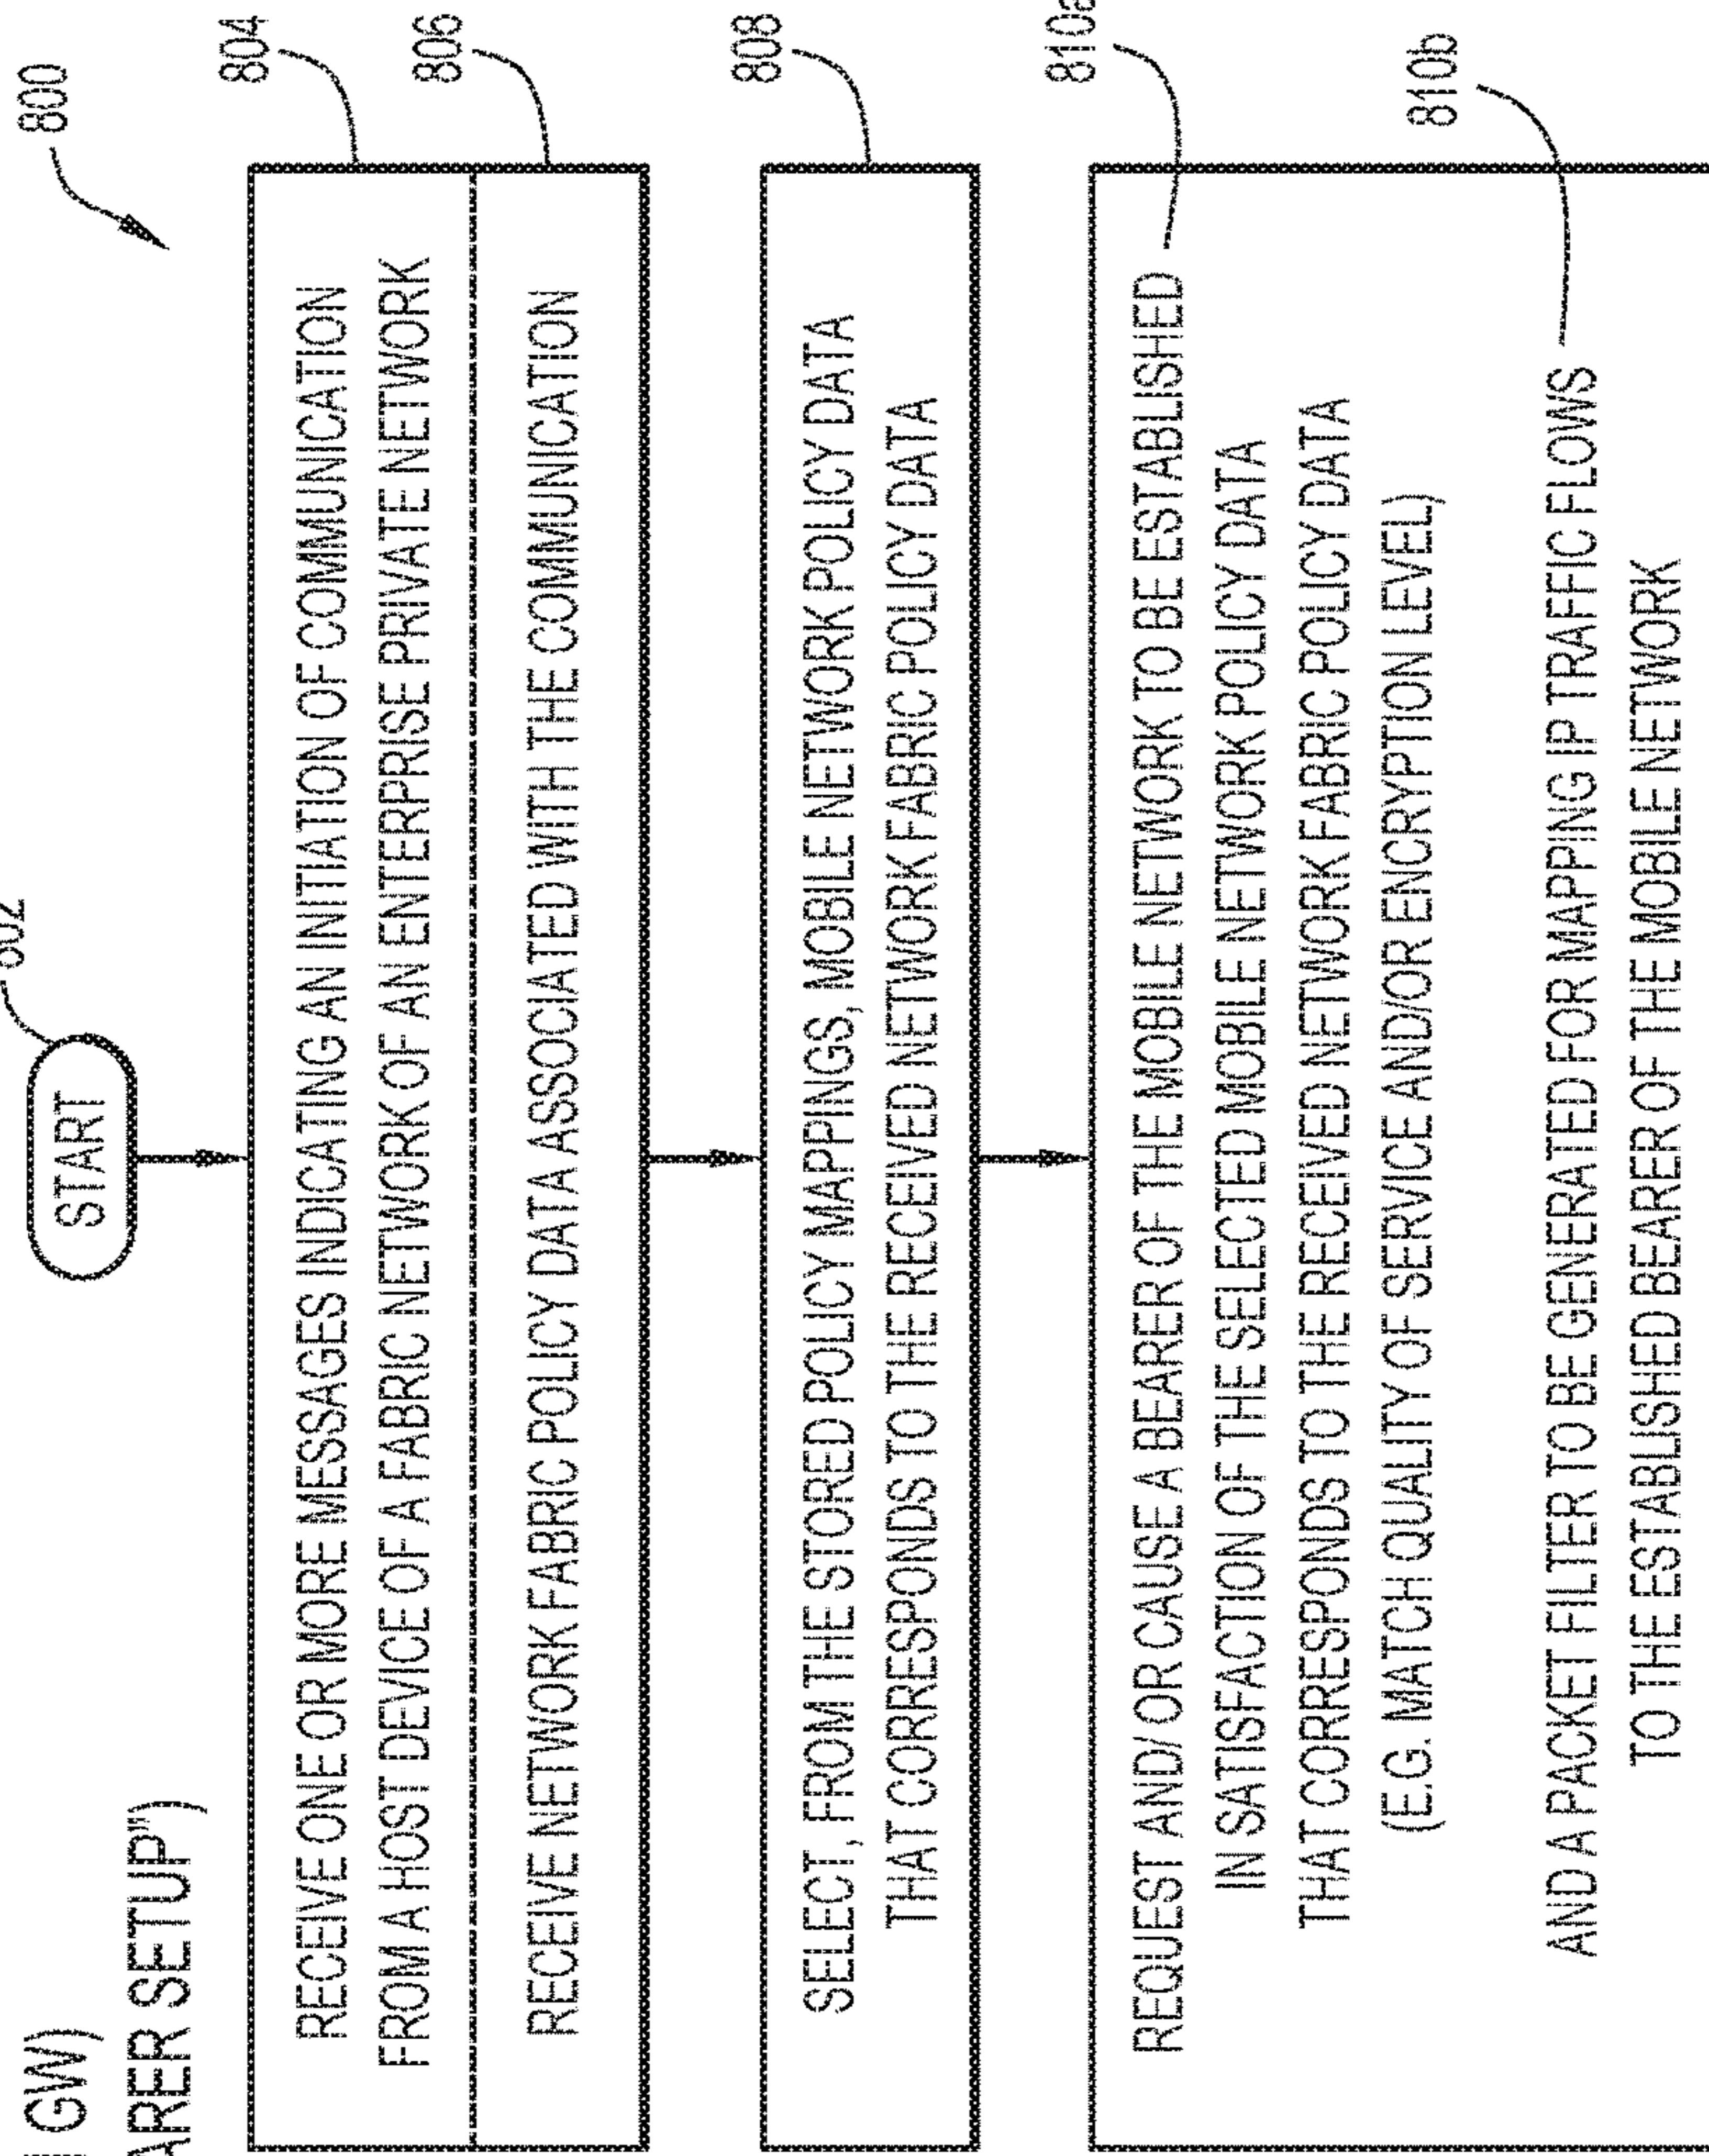 GW)
SETUP")
800
START
804
RECEIVE ONE OR MORE MESSAGES INDICATING AN INITIATION OF COMMUNICATION
FROM A HOST DEVICE OF A FABRIC NETWORK OF AN ENTERPRISE PRIVATE NETWORK
806
RECEIVE NETWORK FABRIC POLICY DATA ASSOCIATED WITH THE COMMUNICATION
808
SELECT, FROM THE STORED POLICY MAPPINGS, MOBILE NETWORK POLICY DATA
THAT CORRESPONDS TO THE RECEIVED NETWORK FABRIC POLICY DATA
810a
REQUEST AND/OR CAUSE A BEARER OF THE MOBILE NETWORK TO BE ESTABLISHED
IN SATISFACTION OF THE SELECTED MOBILE NETWORK POLICY DATA
THAT CORRESPONDS TO THE RECEIVED NETWORK FABRIC POLICY DATA
(E.G. MATCH QUALITY OF SERVICE AND/OR ENCRYPTION LEVEL)
810b
AND A PACKET FILTER TO BE GENERATED FOR MAPPING IP TRAFFIC FLOWS
TO THE ESTABLISHED BEARER OF THE MOBILE NETWORK